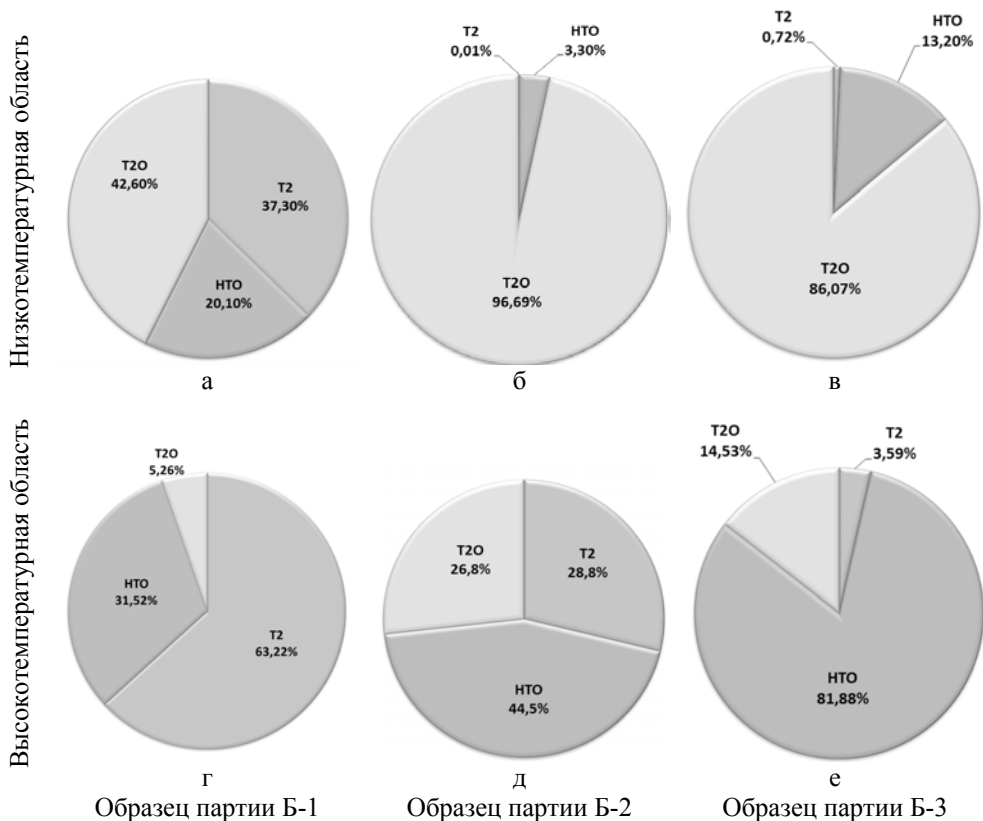 Низкотемпературная область
T2O
42,60%
T2
37,30%
HTO
20,10%
а
T2
0,01%
HTO
3,30%
T2O
96,69%
б
T2
0,72%
HTO
13,20%
T2O
86,07%
в
Высокотемпературная область
T2O
5,26%
HTO
31,52%
T2
63,22%
г
Образец партии Б-1
T2O
26,8%
T2
28,8%
HTO
44,5%
д
Образец партии Б-2
T2O
14,53%
T2
3,59%
HTO
81,88%
е
Образец партии Б-3